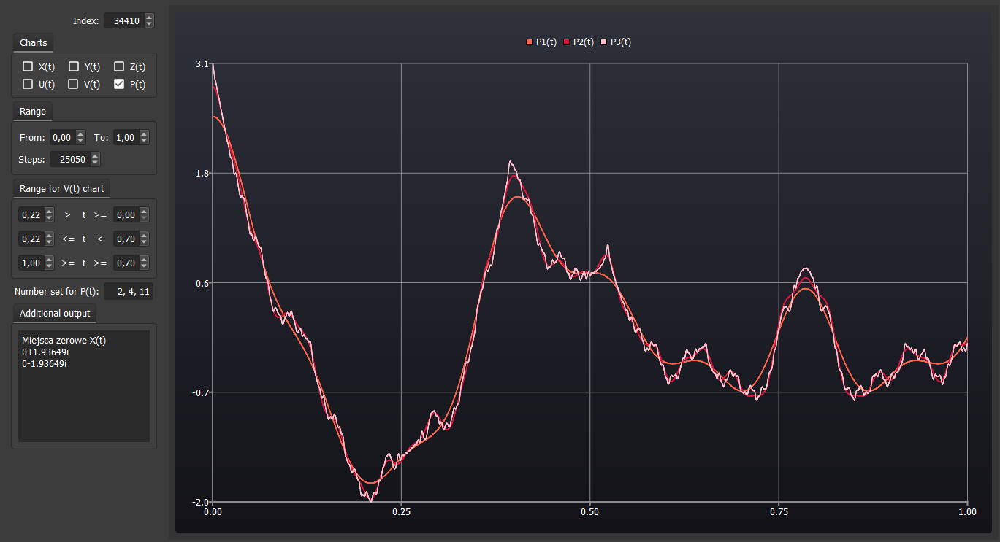 Index: 34410
Charts
X(t) Y(t) Z(t)
U(t) V(t) P(t)
Range
From: 0,00 To: 1,00
Steps: 25050
Range for V(t) chart
0,22 > t >= 0,00
0,22 <= t < 0,70
1,00 >= t >= 0,70
Number set for P(t): 2, 4, 11
Additional output
Miejsca zerowe X(t)
0+1.93649i
0-1.93649i
P1(t) P2(t) P3(t)
3.1
1.8
0.6
-0.7
-2.0
0.00 0.25 0.50 0.75 1.00